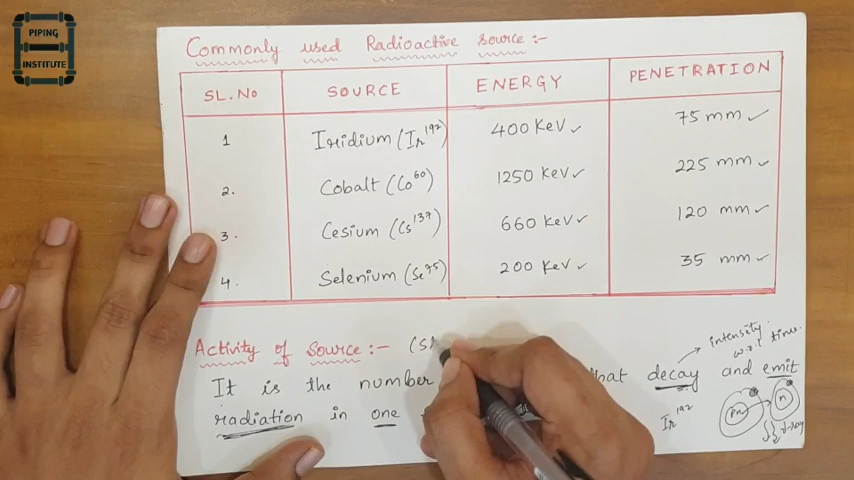 PIPING
INSTITUTE
Commonly used Radioactive source:-
SL.No SOURCE ENERGY PENETRATION
1 Iridium (Ir192) 400 KeV ✓ 75 mm ✓
2. Cobalt (Co60) 1250 KeV ✓ 225 mm ✓
3. Cesium (Cs137) 660 KeV ✓ 120 mm ✓
4. Selenium (Se75) 200 KeV ✓ 35 mm ✓
Activity of Source:- (S
intensity
w.r.t time.
It is the number that decay and emit
radiation in one
Ir192
n